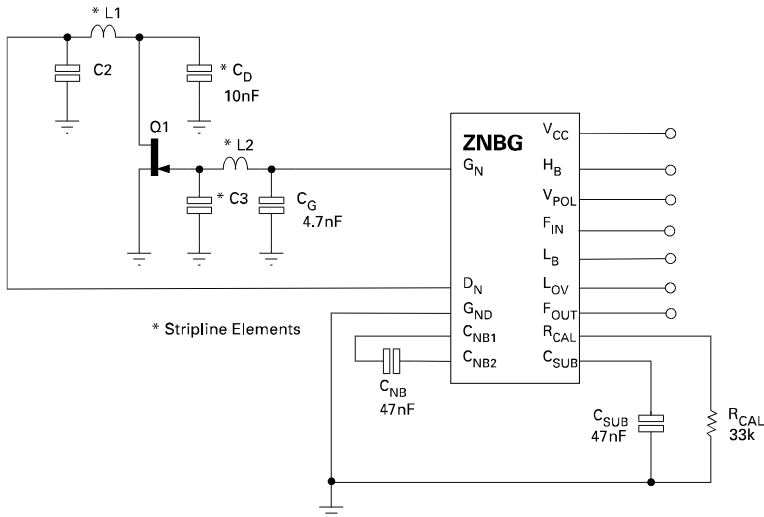 * L1
C2
* CD
10nF
Q1
* L2
* C3
CG
4.7nF
ZNBG
GN
DN
GND
CNB1
CNB2
VCC
HB
VPOL
FIN
LB
LOV
FOUT
RCAL
CSUB
* Stripline Elements
CNB
47nF
CSUB
47nF
RCAL
33k